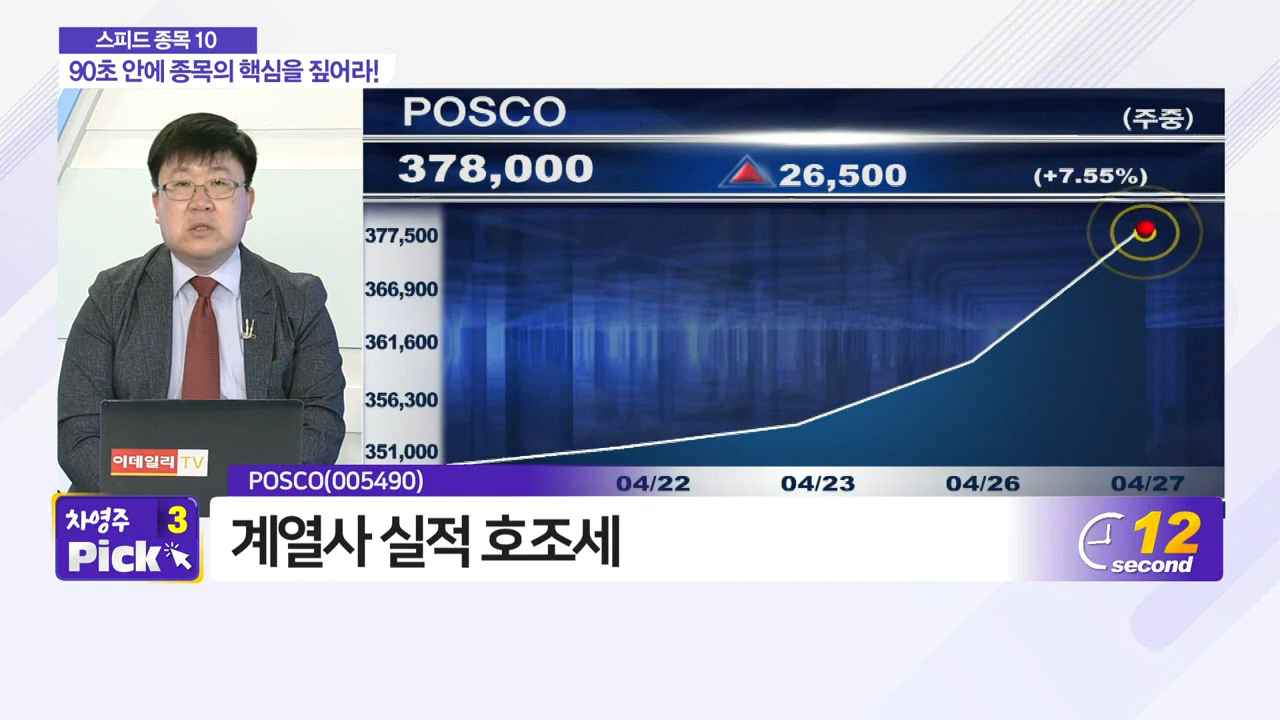 스피드 종목 10
90초 안에 종목의 핵심을 짚어라!
POSCO
(주중)
378,000
26,500
(+7.55%)
377,500
366,900
361,600
356,300
351,000
04/22
04/23
04/26
04/27
이데일리 TV
POSCO(005490)
차영주 3
Pick
계열사 실적 호조세
12
second